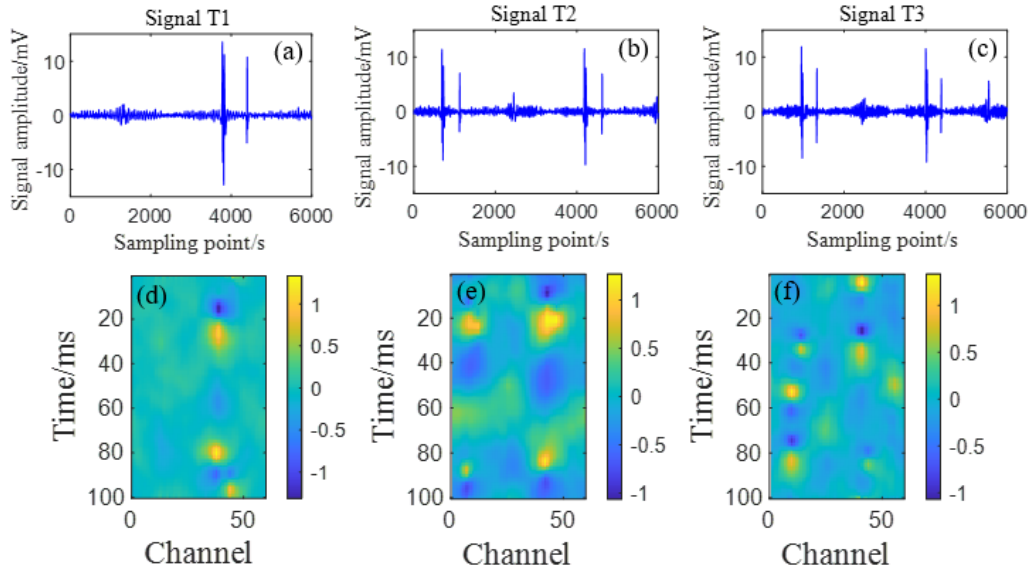 Signal T1
Signal T2
Signal T3
Signal amplitude/mV
10
0
-10
(a)
0
2000
4000
6000
Sampling point/s
Signal amplitude/mV
10
0
-10
(b)
0
2000
4000
6000
Sampling point/s
Signal amplitude/mV
10
0
-10
(c)
0
2000
4000
6000
Sampling point/s
Time/ms
20
40
60
80
100
(d)
0
50
Channel
1
0.5
0
-0.5
-1
Time/ms
20
40
60
80
100
(e)
0
50
Channel
1
0.5
0
-0.5
-1
Time/ms
20
40
60
80
100
(f)
0
50
Channel
1
0.5
0
-0.5
-1